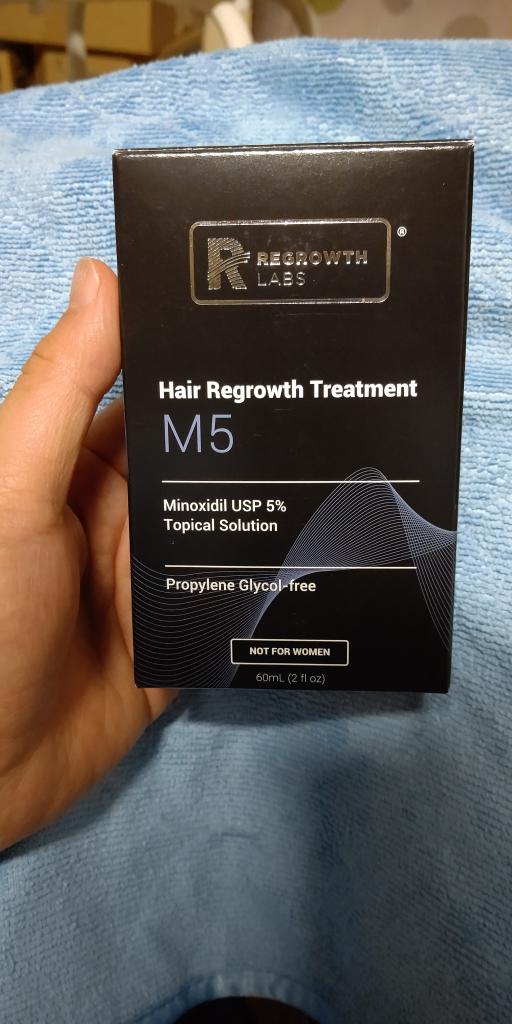 R REGROWTH
LABS
®
Hair Regrowth Treatment
M5
Minoxidil USP 5%
Topical Solution
Propylene Glycol-free
NOT FOR WOMEN
60mL (2 fl oz)